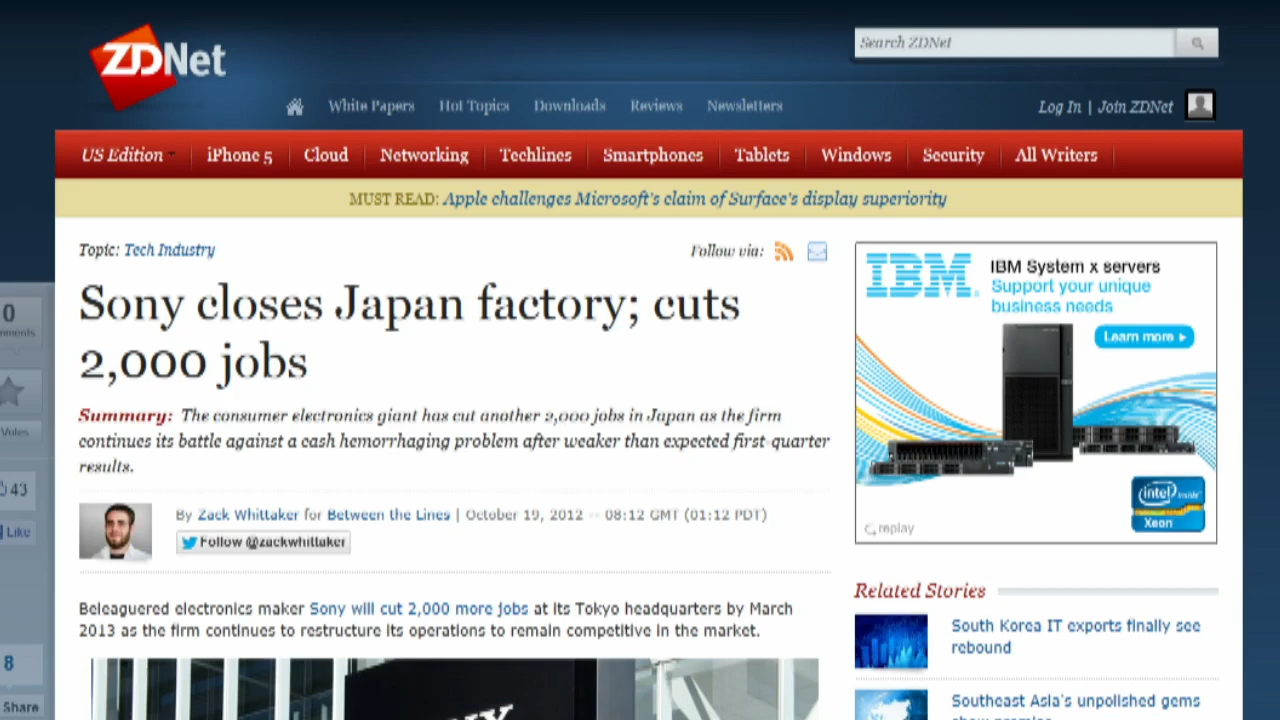 ZDNet
Search ZDNet
White Papers Hot Topics Downloads Reviews Newsletters
Log In | Join ZDNet
US Edition iPhone 5 Cloud Networking Techlines Smartphones Tablets Windows Security All Writers
MUST READ: Apple challenges Microsoft's claim of Surface's display superiority
Topic: Tech Industry
Follow via:
Sony closes Japan factory; cuts
2,000 jobs
Summary: The consumer electronics giant has cut another 2,000 jobs in Japan as the firm
continues its battle against a cash hemorrhaging problem after weaker than expected first-quarter
results.
By Zack Whittaker for Between the Lines | October 19, 2012 -- 08:12 GMT (01:12 PDT)
Follow @zackwhittaker
Beleaguered electronics maker Sony will cut 2,000 more jobs at its Tokyo headquarters by March
2013 as the firm continues to restructure its operations to remain competitive in the market.
0
Votes
43
Like
8
Share
IBM.
IBM System x servers
Support your unique
business needs
Learn more
intel inside
Xeon
replay
Related Stories
South Korea IT exports finally see
rebound
Southeast Asia's unpolished gems